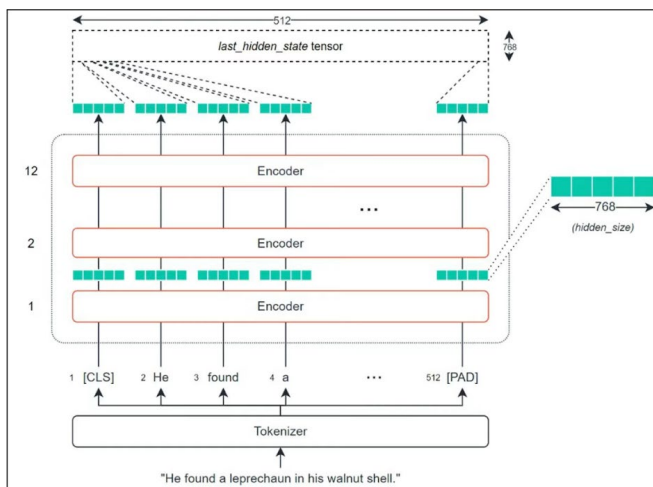 512
last_hidden_state tensor
768
12
Encoder
...
2
Encoder
768
(hidden_size)
1
Encoder
1 [CLS] 2 He 3 found 4 a ... 512 [PAD]
Tokenizer
"He found a leprechaun in his walnut shell."